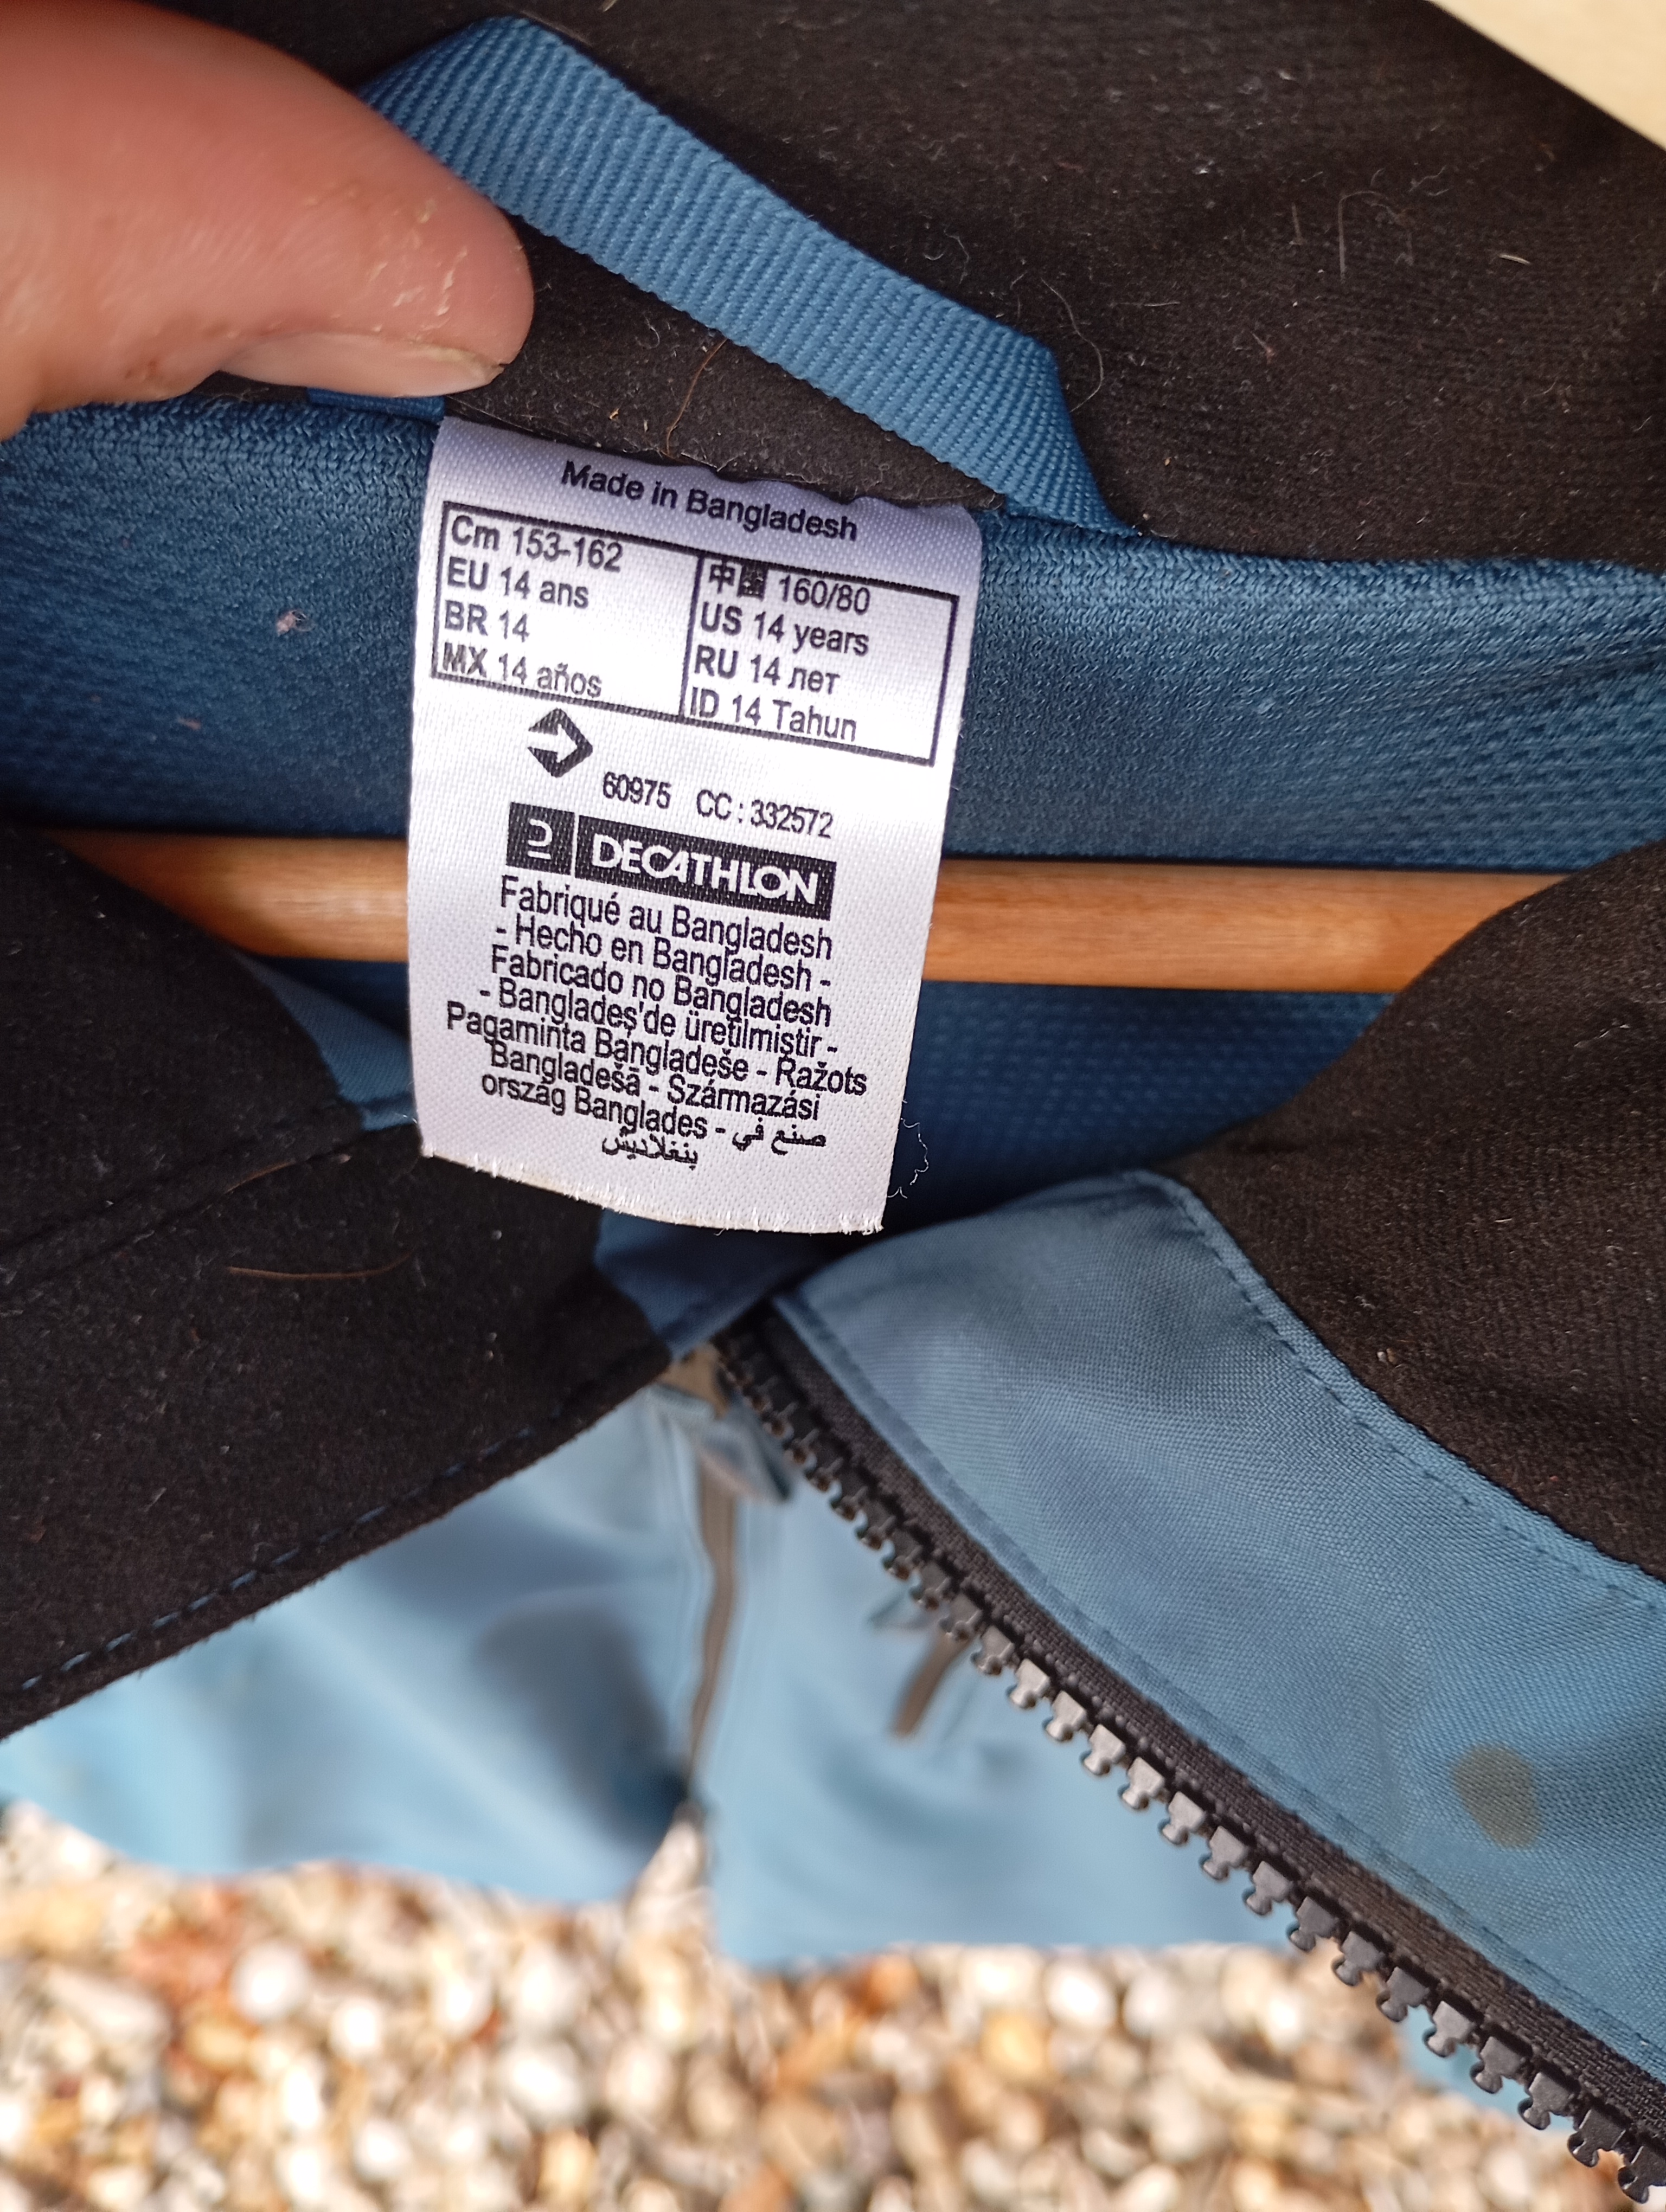 Made in Bangladesh
Cm 153-162
EU 14 ans
BR 14
MX 14 años
中國 160/80
US 14 years
RU 14 лет
ID 14 Tahun
60975 CC : 332572
DECATHLON
Fabriqué au Bangladesh
- Hecho en Bangladesh -
Fabricado no Bangladesh
- Bangladeş'de üretilmiştir -
Pagaminta Bangladeše - Ražots
Bangladešā - Származási
ország Banglades - صنع في
بنغلاديش